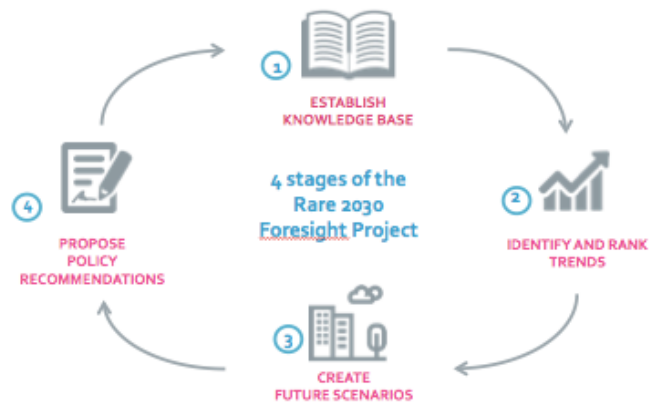 1
ESTABLISH
KNOWLEDGE BASE
2
IDENTIFY AND RANK
TRENDS
3
CREATE
FUTURE SCENARIOS
4
PROPOSE
POLICY
RECOMMENDATIONS
4 stages of the
Rare 2030
Foresight Project